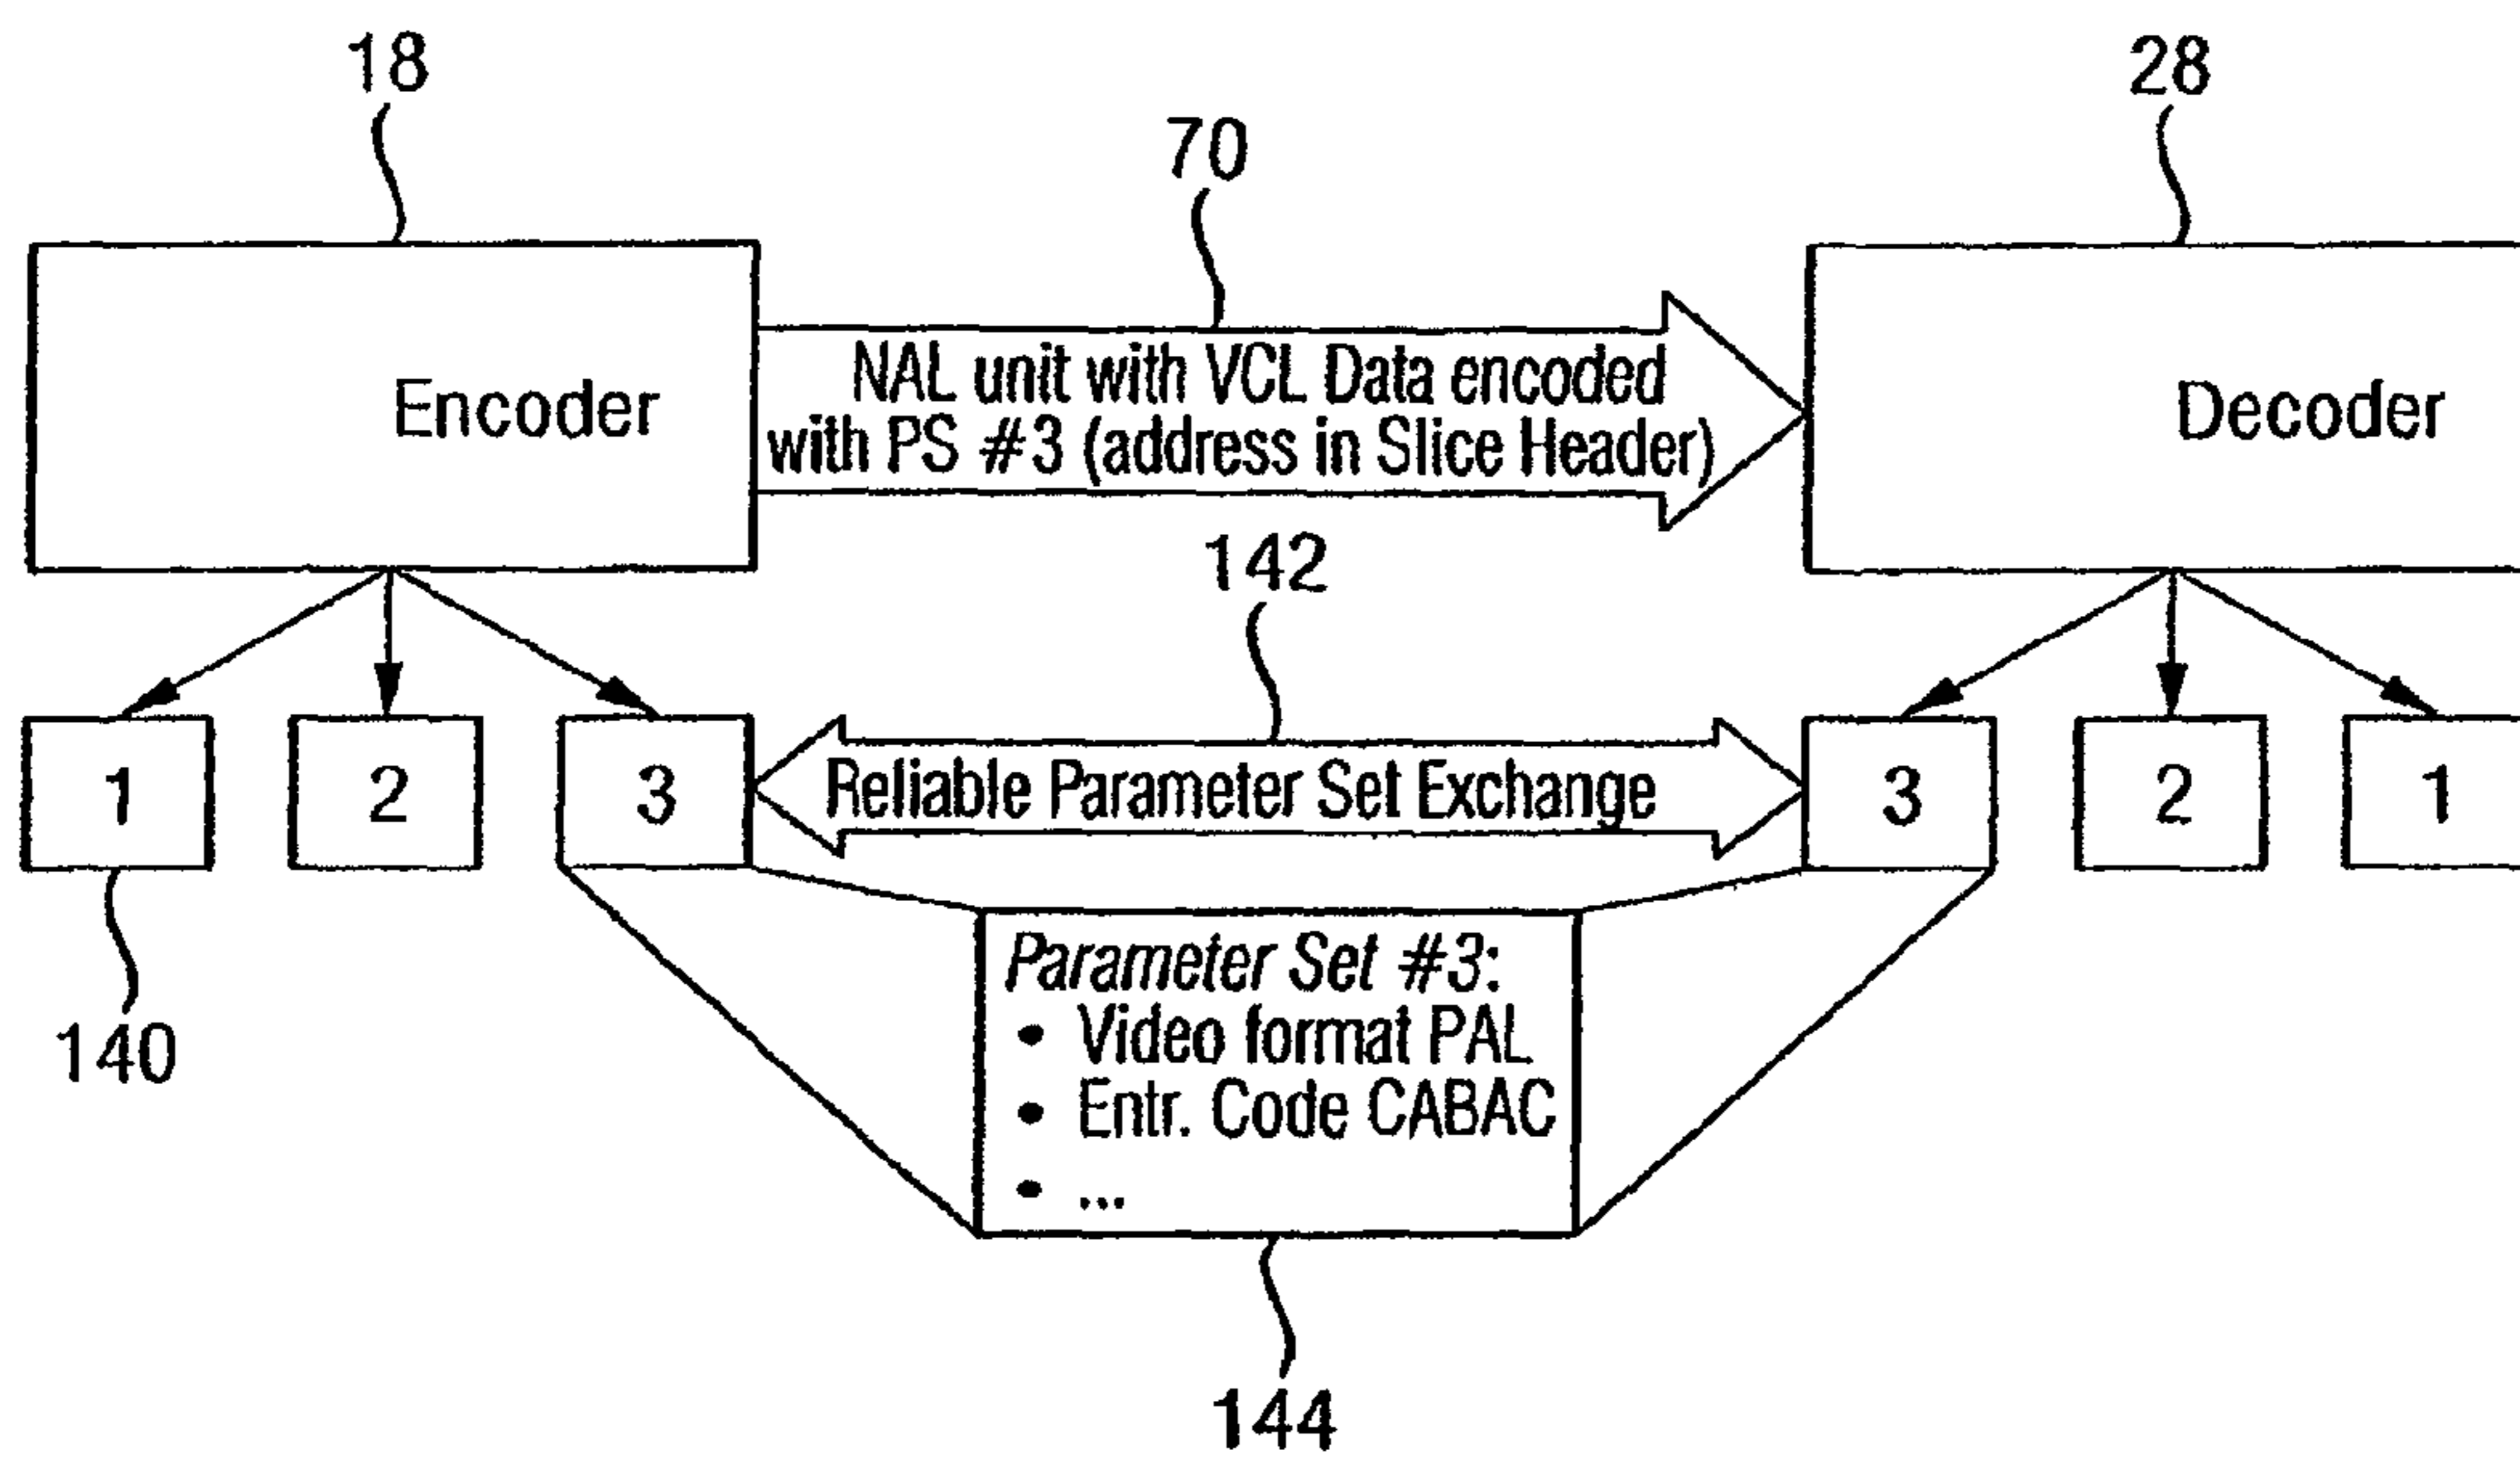 18
28
70
Encoder
NAL unit with VCL Data encoded
with PS #3 (address in Slice Header)
Decoder
142
1
2
3
Reliable Parameter Set Exchange
3
2
1
140
Parameter Set #3:
• Video format PAL
• Entr. Code CABAC
• ...
144